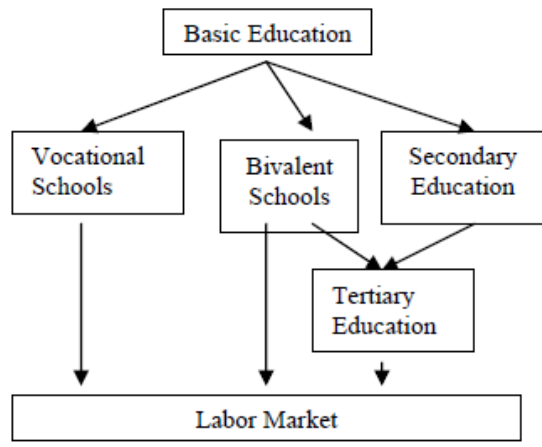 Basic Education
Vocational
Schools
Bivalent
Schools
Secondary
Education
Tertiary
Education
Labor Market